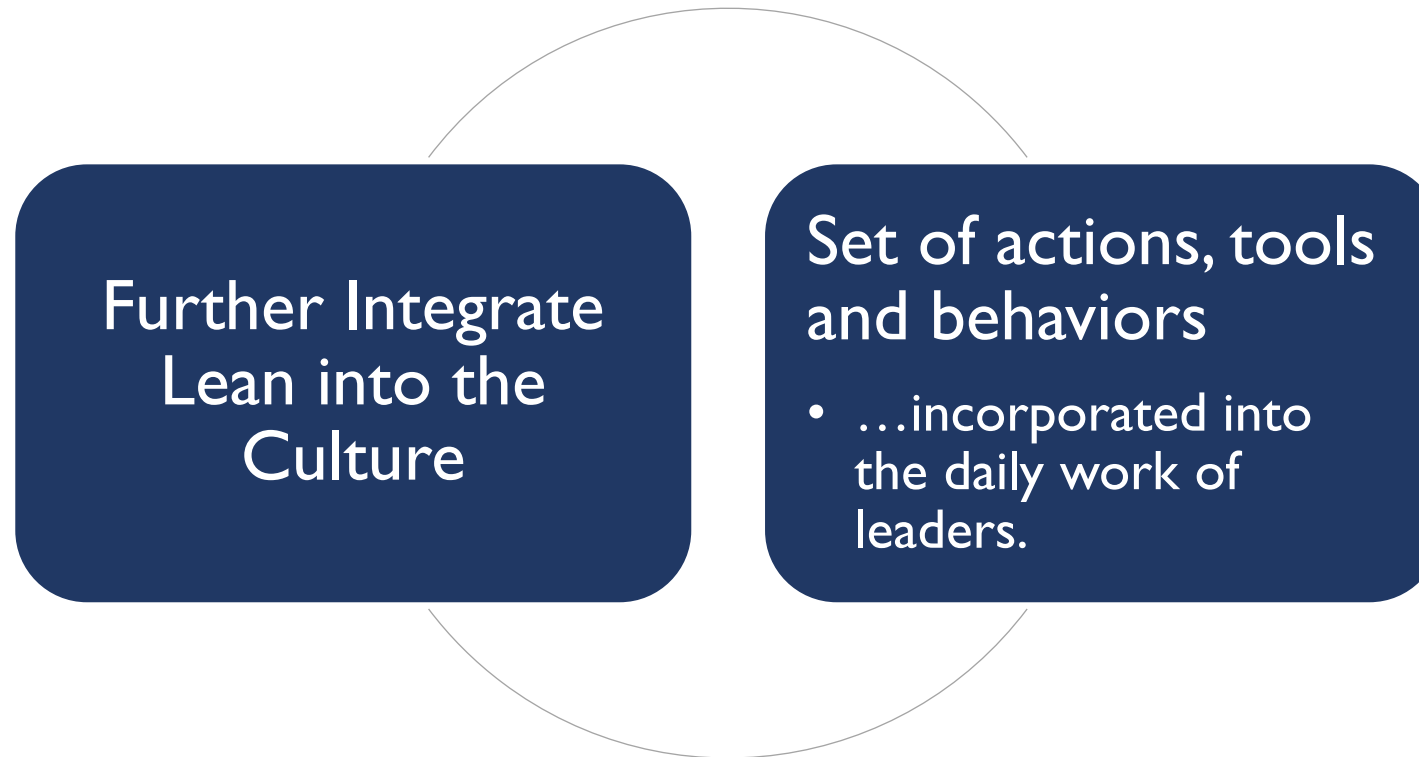 Further Integrate
Lean into the
Culture
Set of actions, tools
and behaviors
• …incorporated into
the daily work of
leaders.